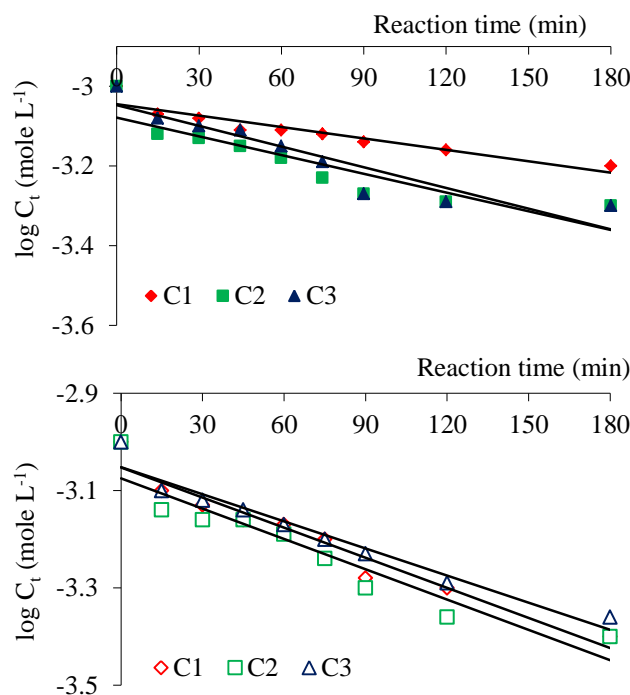 Reaction time (min)
0 30 60 90 120 150 180
-3
-3.2
-3.4
-3.6
log Cₜ (mole L⁻¹)
C1 C2 C3
Reaction time (min)
-2.9
0 30 60 90 120 150 180
-3.1
-3.3
-3.5
log Cₜ (mole L⁻¹)
C1 C2 C3